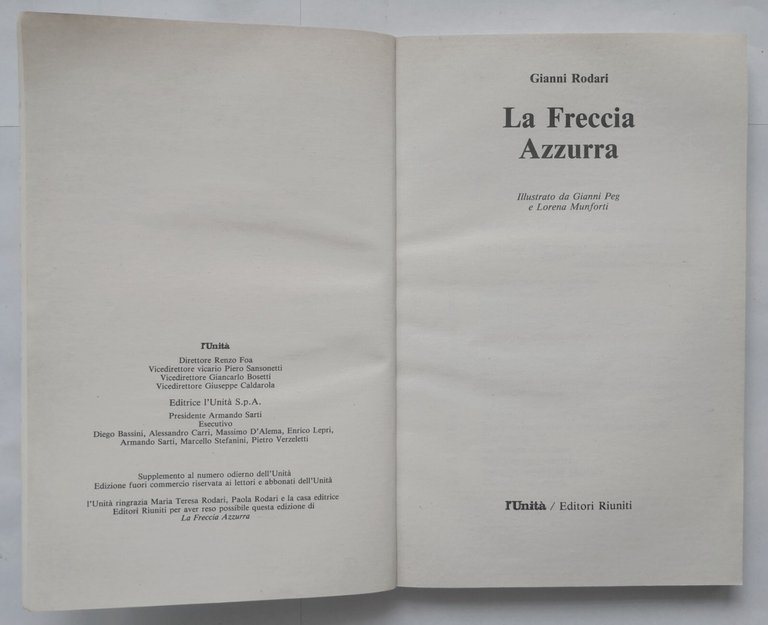 l'Unità
Direttore Renzo Foa
Vicedirettore vicario Piero Sansonetti
Vicedirettore Giancarlo Bosetti
Vicedirettore Giuseppe Caldarola
Editrice l'Unità S.p.A.
Presidente Armando Sarti
Esecutivo
Diego Bassini, Alessandro Carri, Massimo D'Alema, Enrico Lepri,
Armando Sarti, Marcello Stefanini, Pietro Verzeletti
Supplemento al numero odierno dell'Unità
Edizione fuori commercio riservata ai lettori e abbonati dell'Unità
l'Unità ringrazia Maria Teresa Rodari, Paola Rodari e la casa editrice
Editori Riuniti per aver reso possibile questa edizione di
La Freccia Azzurra
Gianni Rodari
La Freccia
Azzurra
Illustrato da Gianni Peg
e Lorena Munforti
l'Unità / Editori Riuniti